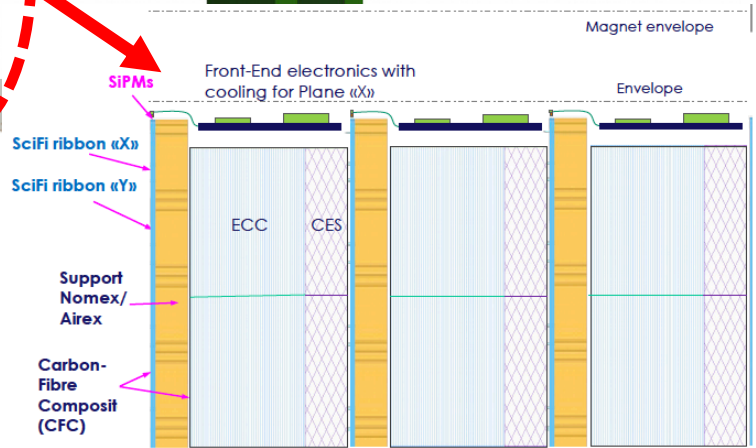 Magnet envelope
Front-End electronics with
cooling for Plane «X»
SiPMs
Envelope
SciFi ribbon «X»
SciFi ribbon «Y»
ECC
CES
Support
Nomex/
Airex
Carbon-
Fibre
Composit
(CFC)